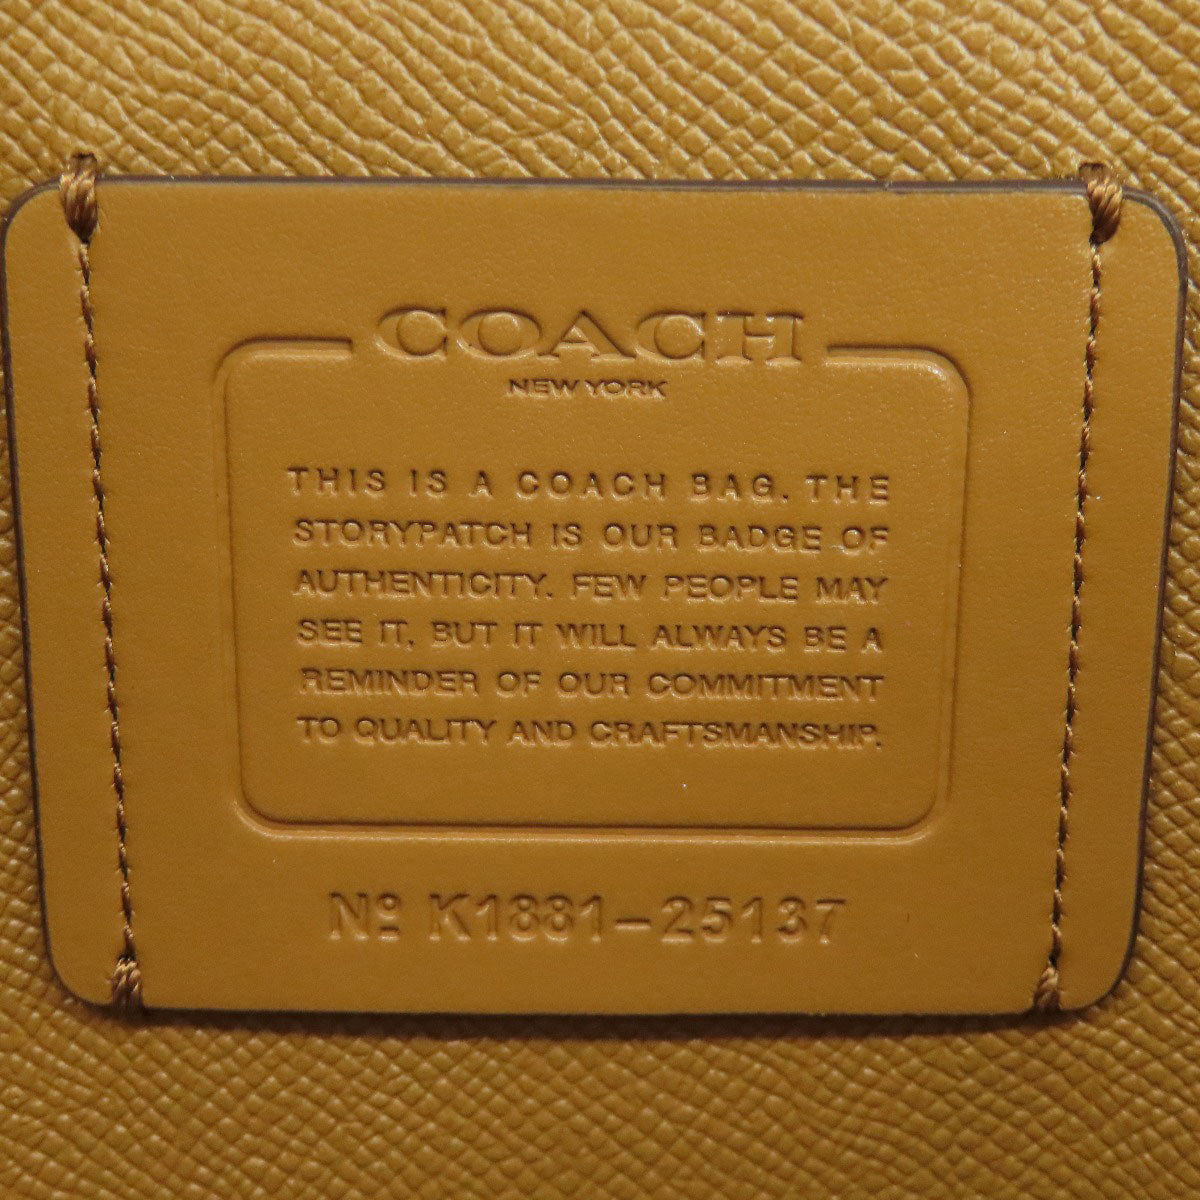 COACH
NEW YORK
THIS IS A COACH BAG. THE
STORYPATCH IS OUR BADGE OF
AUTHENTICITY. FEW PEOPLE MAY
SEE IT, BUT IT WILL ALWAYS BE A
REMINDER OF OUR COMMITMENT
TO QUALITY AND CRAFTSMANSHIP.
Nº K1881-25137